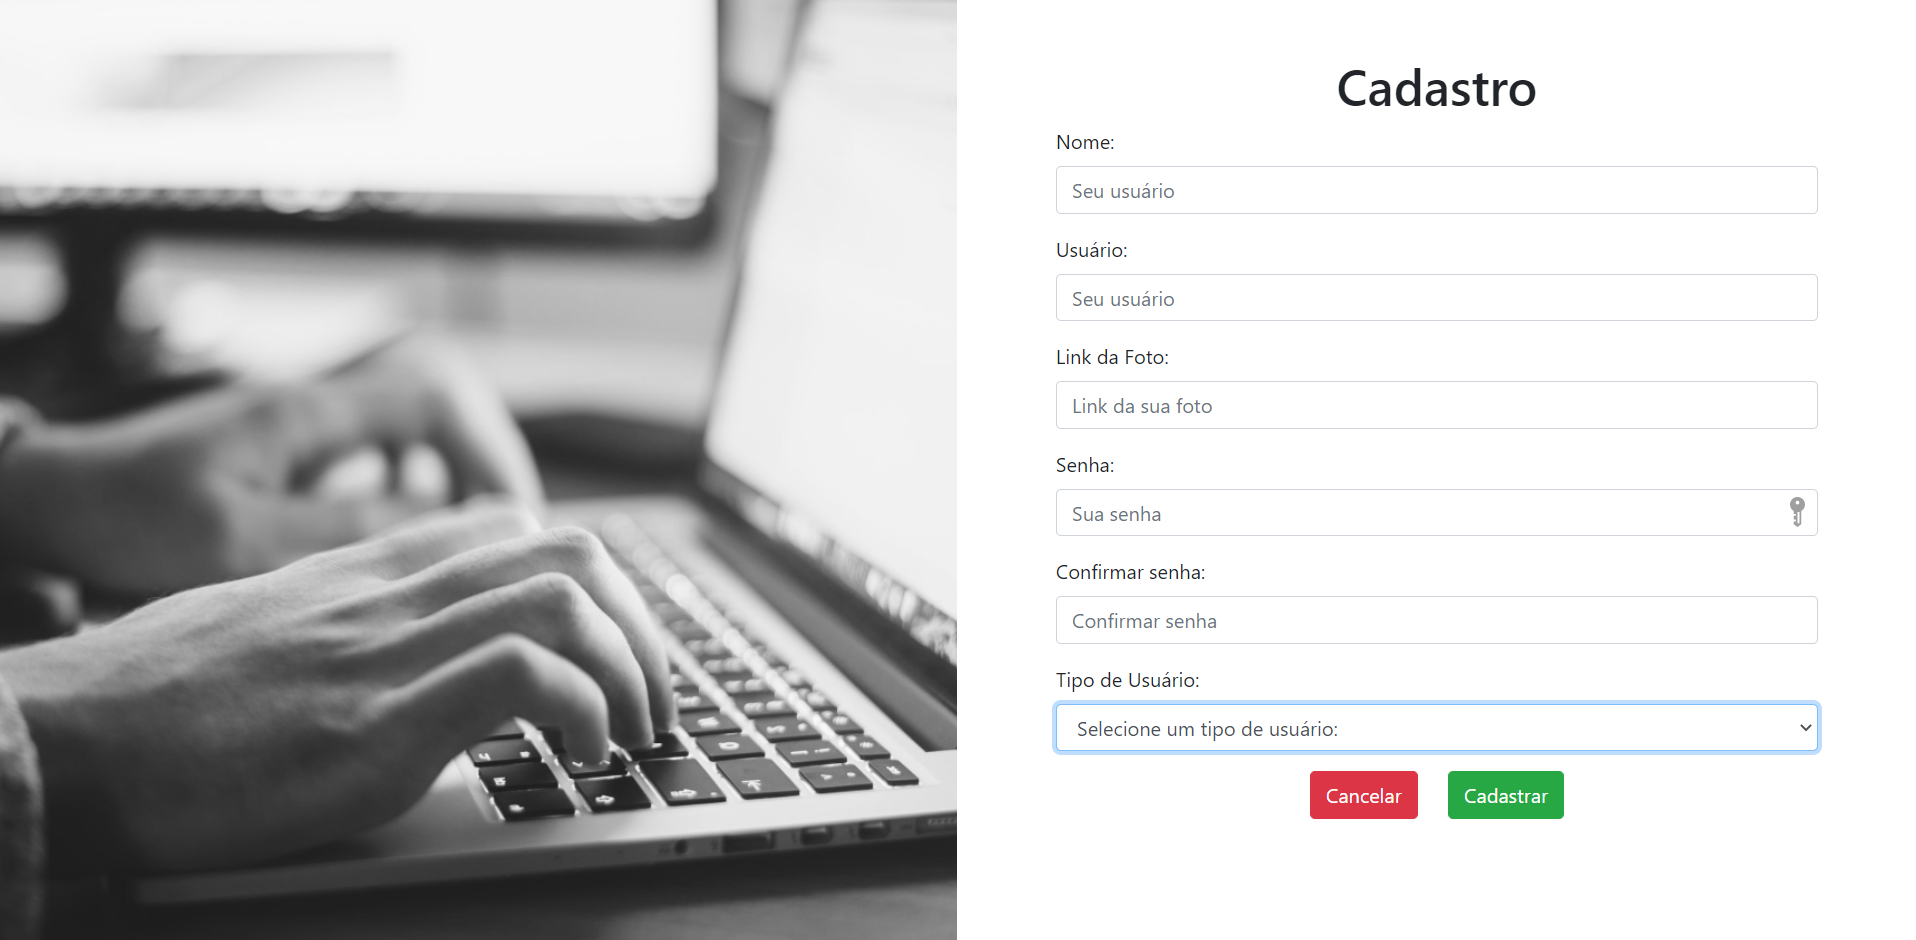 Cadastro
Nome:
Seu usuário
Usuário:
Seu usuário
Link da Foto:
Link da sua foto
Senha:
Sua senha
Confirmar senha:
Confirmar senha
Tipo de Usuário:
Selecione um tipo de usuário:
Cancelar Cadastrar